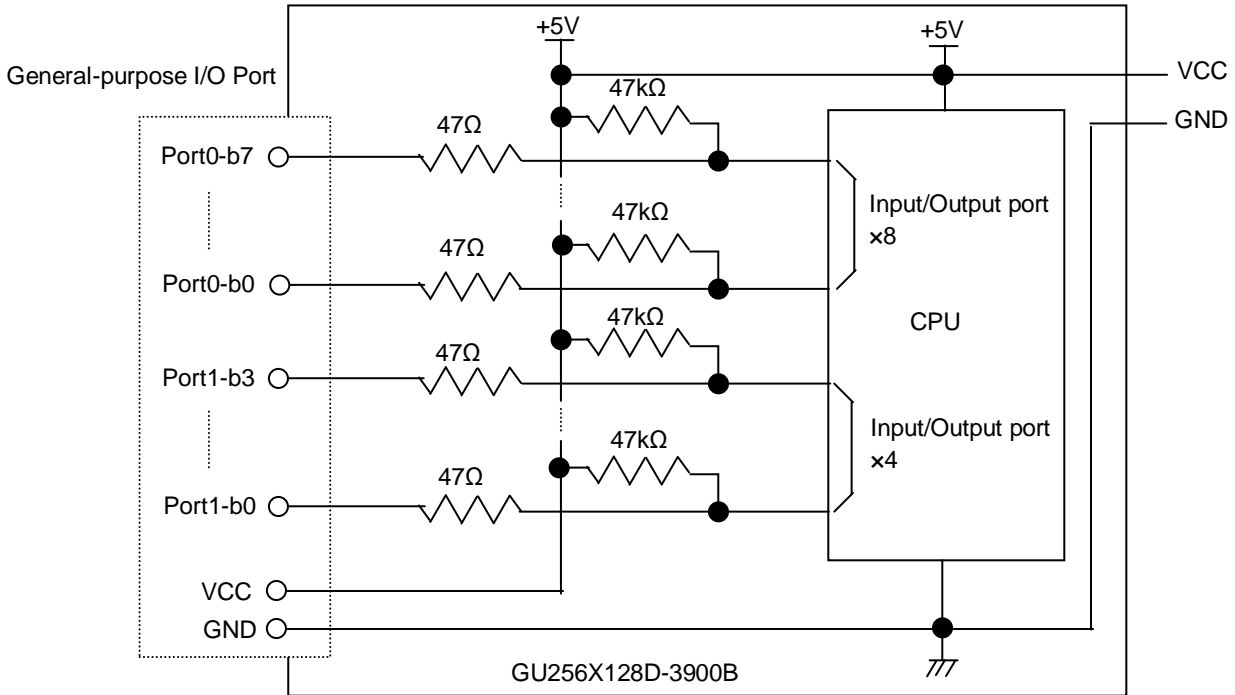 +5V
+5V
General-purpose I/O Port
VCC
47kΩ
GND
47Ω
Port0-b7
Input/Output port
×8
47kΩ
47Ω
Port0-b0
47kΩ
CPU
47Ω
Port1-b3
Input/Output port
×4
47kΩ
47Ω
Port1-b0
VCC
GND
GU256X128D-3900B